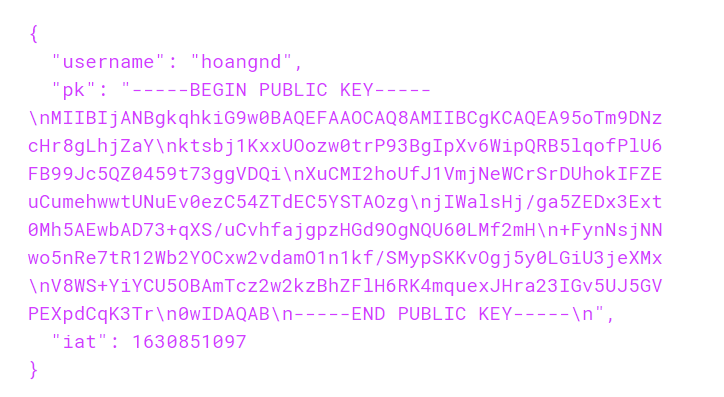 {
  "username": "hoangnd",
  "pk": "-----BEGIN PUBLIC KEY-----
\nMIIBIjANBgkqhkiG9w0BAQEFAAOCAQ8AMIIBCgKCAQEA95oTm9DNz
cHr8gLhjZaY\nktsbj1KxxUOozw0trP93BgIpXv6WipQRB5lqofPlU6
FB99Jc5QZ0459t73ggVDQi\nXuCMI2hoUfJ1VmjNeWCrSrDUhokIFZE
uCumehwwtUNuEv0ezC54ZTdEC5YSTAOzg\njIWalsHj/ga5ZEDx3Ext
0Mh5AEwbAD73+qXS/uCvhfajgpzHGd9OgNQU60LMf2mH\n+FynNsjNN
wo5nRe7tR12Wb2YOCxw2vdamO1n1kf/SMypSKKvOgj5y0LGiU3jeXMx
\nV8WS+YiYCU5OBAmTcz2w2kzBhZFlH6RK4mquexJHra23IGv5UJ5GV
PEXpdCqK3Tr\n0wIDAQAB\n-----END PUBLIC KEY-----\n",
  "iat": 1630851097
}